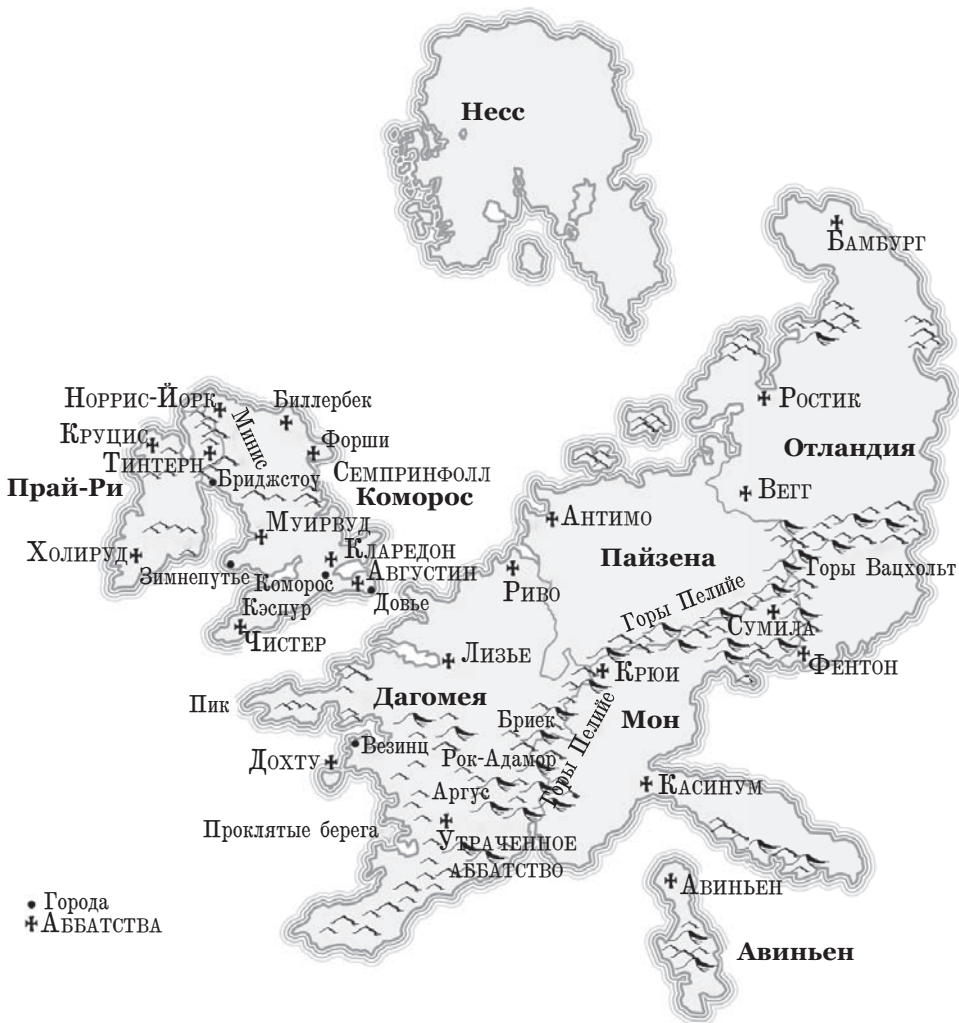 Несс
Бамбург
Норрис-Йорк
Биллербек
Минис
Ростик
Круцис
Форши
Тинтерн
Отландия
Семпринфолл
Прай-Ри
Бриджстоу
Коморос
Вегг
Муирвуд
Антимо
Холируд
Кларедон
Пайзена
Зимнепутье
Коморос
Августин
Горы Вацхольт
Довье
Риво
Кэспур
Горы Пелийе
Сумила
Чистер
Лизье
Крюи
Фентон
Пик
Дагомея
Мон
Бриек
Везинц
Дохту
Рок-Адамор
Горы Пелийе
Касинум
Аргус
Проклятые берега
Утраченное
аббатство
Авиньен
Города
Аббатства
Авиньен